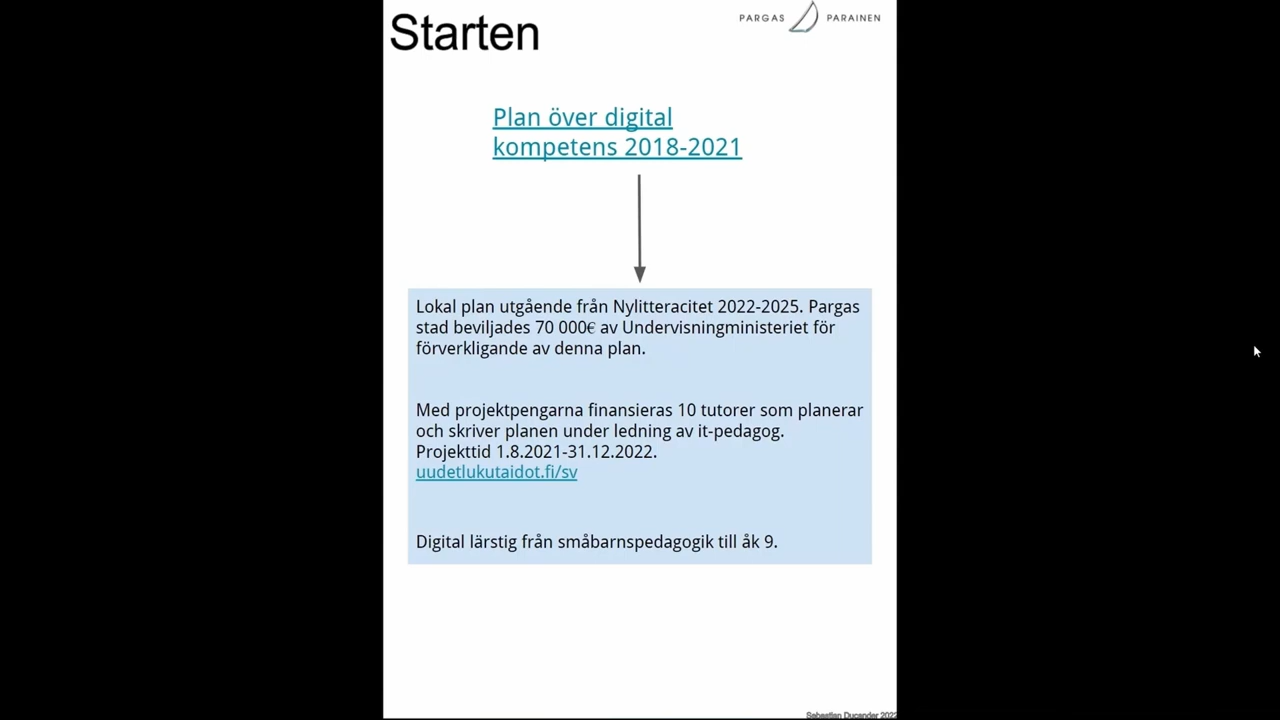 Starten
PARGAS PARAINEN
Plan över digital
kompetens 2018-2021
Lokal plan utgående från Nylitteracitet 2022-2025. Pargas
stad beviljades 70 000€ av Undervisningministeriet för
förverkligande av denna plan.
Med projektpengarna finansieras 10 tutorer som planerar
och skriver planen under ledning av it-pedagog.
Projekttid 1.8.2021-31.12.2022.
uudetlukutaidot.fi/sv
Digital lärstig från småbarnspedagogik till åk 9.
Sebastian Ducander 2022